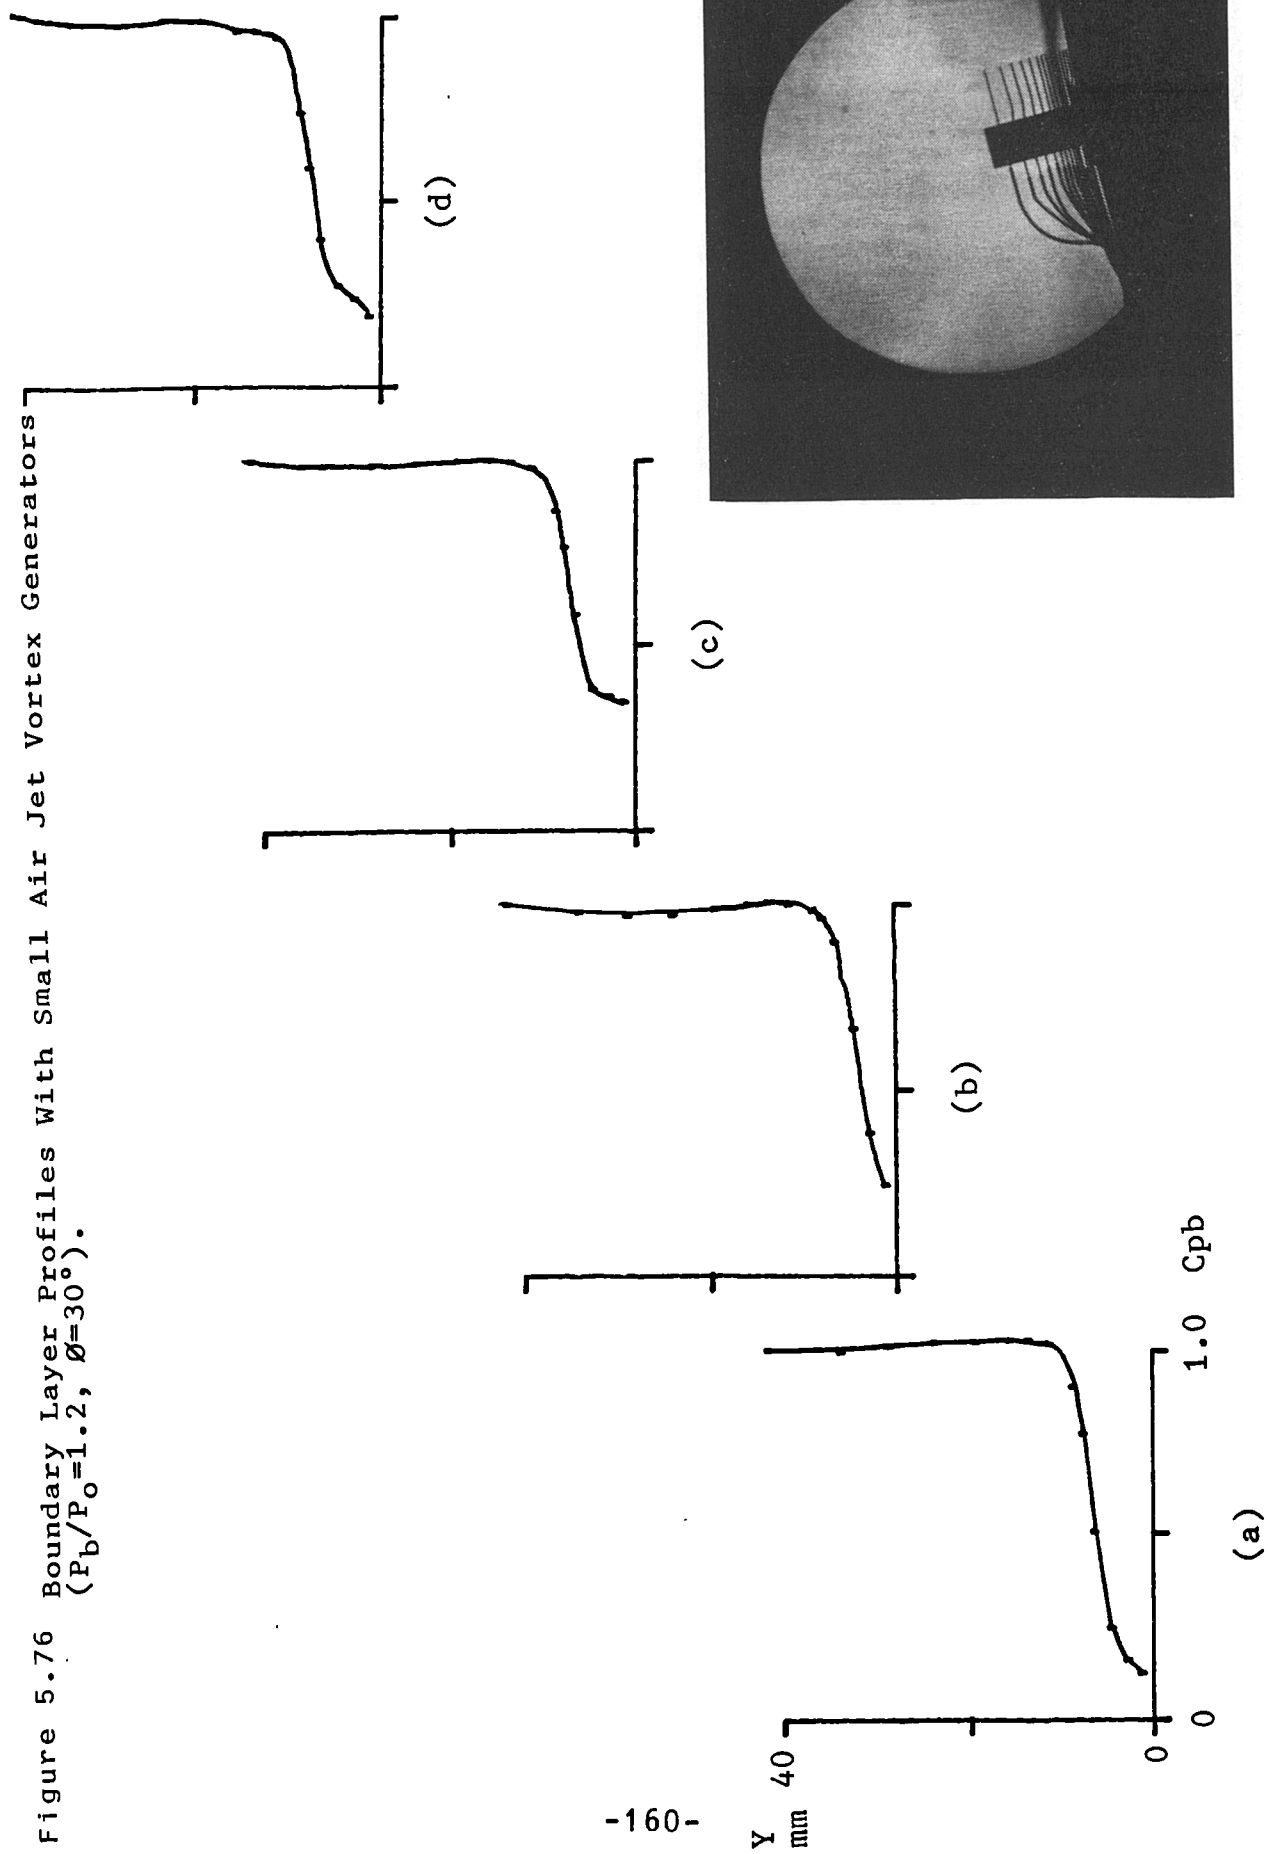 Figure 5.76 Boundary Layer Profiles With Small Air Jet Vortex Generators
(Pb/Po=1.2, Ø=30°).
(a)
(b)
(c)
(d)
Y
mm
40
0
0
1.0
Cpb
-160-